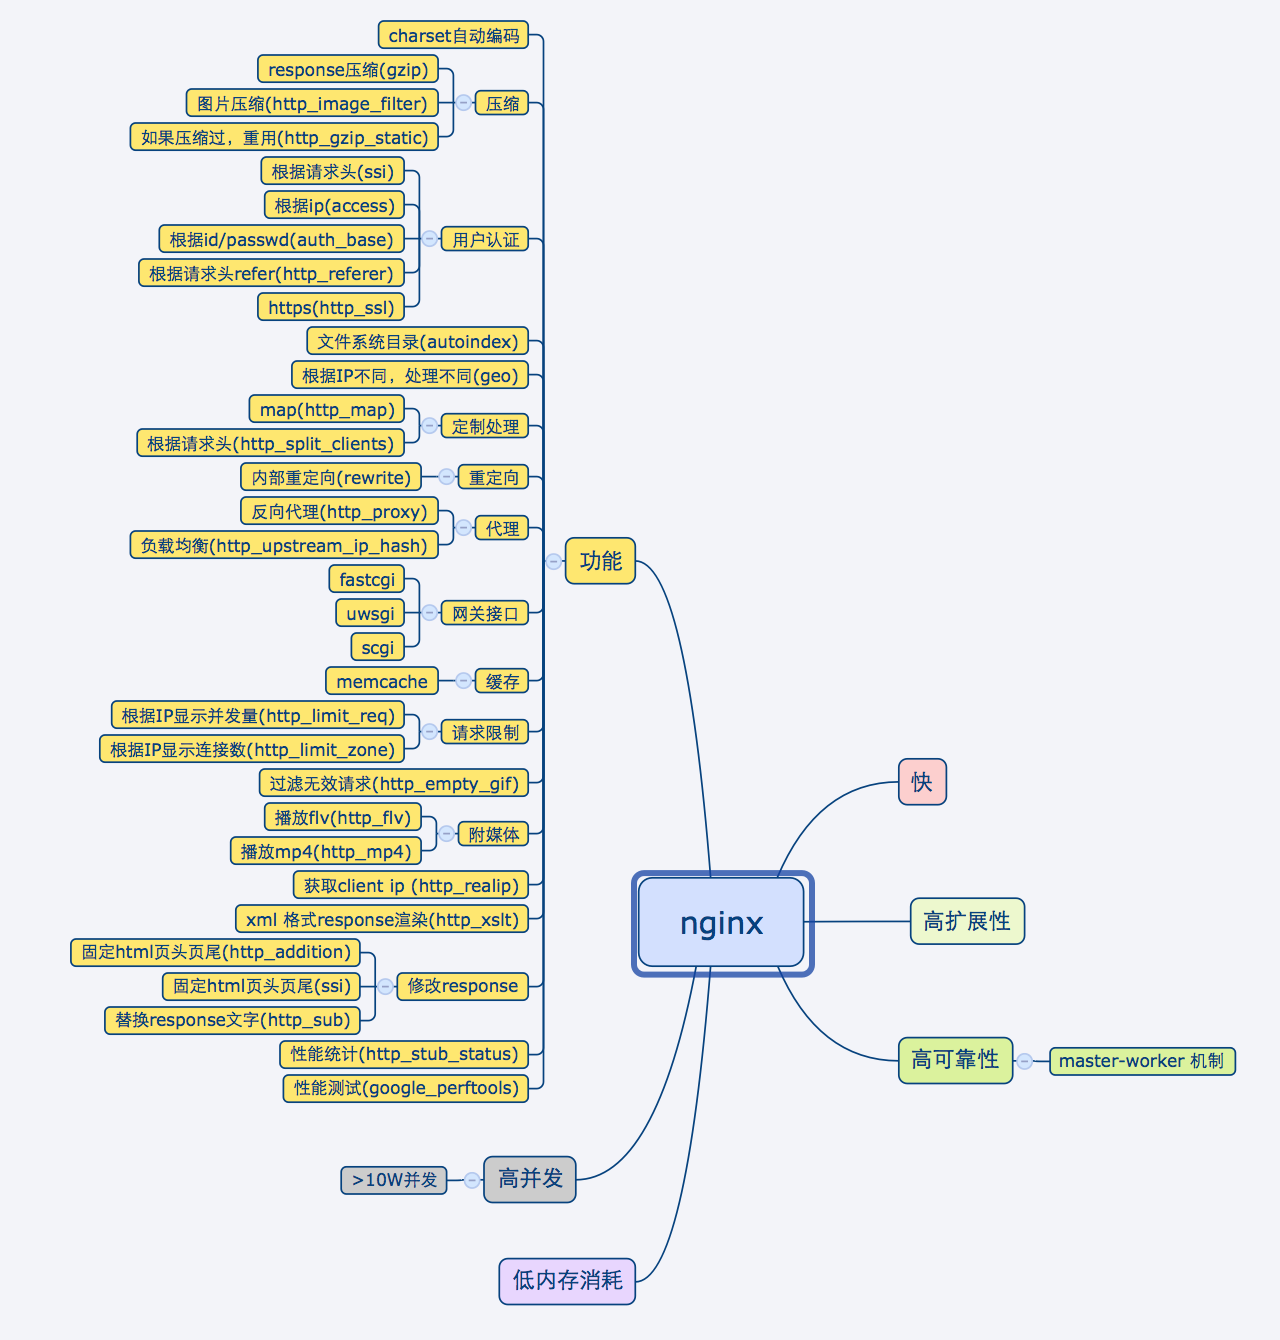 charset自动编码
response压缩(gzip)
图片压缩(http_image_filter)
压缩
如果压缩过，重用(http_gzip_static)
根据请求头(ssi)
根据ip(access)
根据id/passwd(auth_base)
用户认证
根据请求头refer(http_referer)
https(http_ssl)
文件系统目录(autoindex)
根据IP不同，处理不同(geo)
map(http_map)
定制处理
根据请求头(http_split_clients)
内部重定向(rewrite)
重定向
反向代理(http_proxy)
代理
负载均衡(http_upstream_ip_hash)
功能
fastcgi
uwsgi
网关接口
scgi
memcache
缓存
根据IP显示并发量(http_limit_req)
请求限制
根据IP显示连接数(http_limit_zone)
过滤无效请求(http_empty_gif)
播放flv(http_flv)
附媒体
播放mp4(http_mp4)
获取client ip (http_realip)
xml 格式response渲染(http_xslt)
固定html页头页尾(http_addition)
固定html页头页尾(ssi)
修改response
替换response文字(http_sub)
性能统计(http_stub_status)
性能测试(google_perftools)
快
nginx
高扩展性
高可靠性
master-worker 机制
>10W并发
高并发
低内存消耗